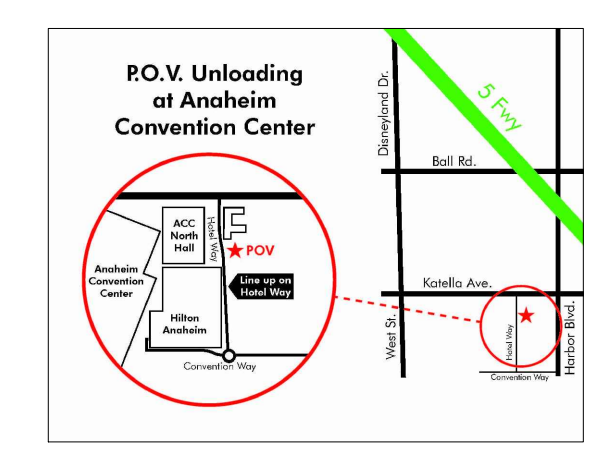 P.O.V. Unloading
at Anaheim
Convention Center
ACC
North
Hall
Hotel Way
POV
Anaheim
Convention
Center
Line up on
Hotel Way
Hilton
Anaheim
Convention Way
Disneyland Dr.
5 Fwy
Ball Rd.
Katella Ave.
West St.
Hotel Way
Harbor Blvd.
Convention Way